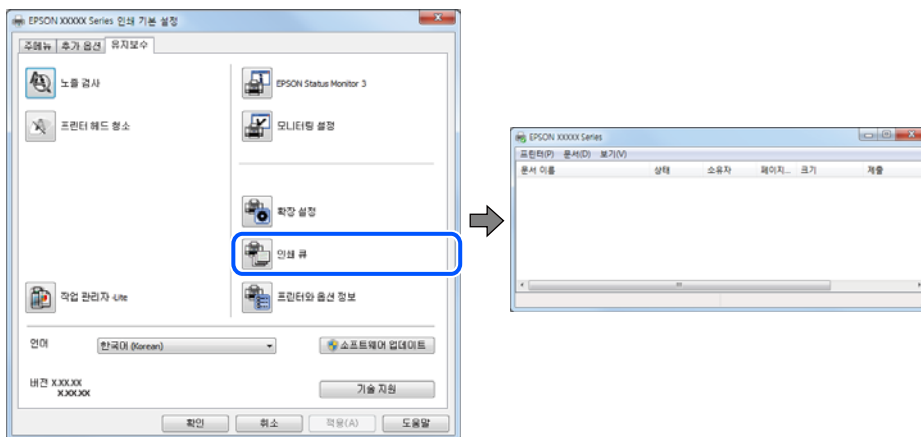 EPSON XXXXX Series 인쇄 기본 설정
주메뉴 추가 옵션 유지보수
노즐 검사
EPSON Status Monitor 3
프린터 헤드 청소
모니터링 설정
확장 설정
인쇄 큐
작업 관리자 -Lite
프린터와 옵션 정보
언어 한국어 (Korean) 소프트웨어 업데이트
버전 X.XX.XX
X.XX.XX
기술 지원
확인 취소 적용(A) 도움말
EPSON XXXXX Series
프린터(P) 문서(D) 보기(V)
문서 이름 상태 소유자 페이지... 크기 제출